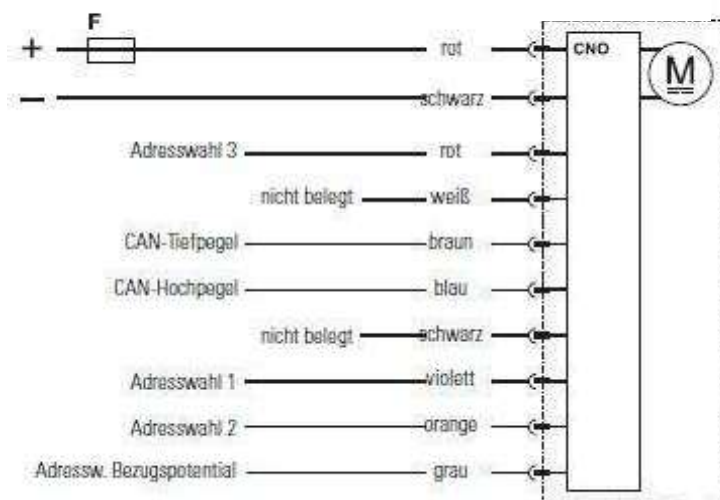 F
+ rot CNO
M
− schwarz
Adresswahl 3 rot
nicht belegt weiß
CAN-Tiefpegel braun
CAN-Hochpegel blau
nicht belegt schwarz
Adresswahl 1 violett
Adresswahl 2 orange
Adressw. Bezugspotential grau